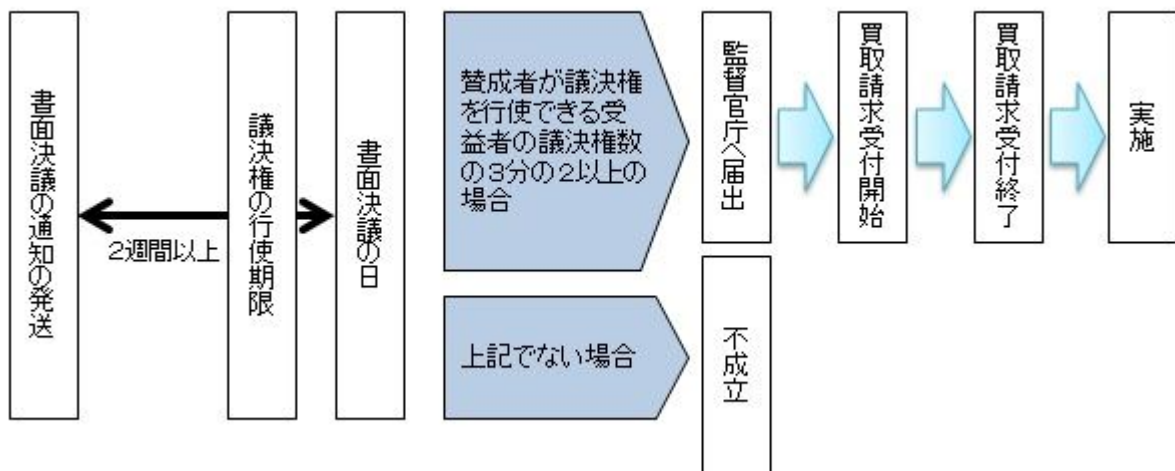 書面決議の通知の発送
2週間以上
議決権の行使期限
書面決議の日
賛成者が議決権
を行使できる受
益者の議決権数
の3分の2以上の
場合
監督官庁へ届出
買取請求受付開始
買取請求受付終了
実施
上記でない場合
不成立